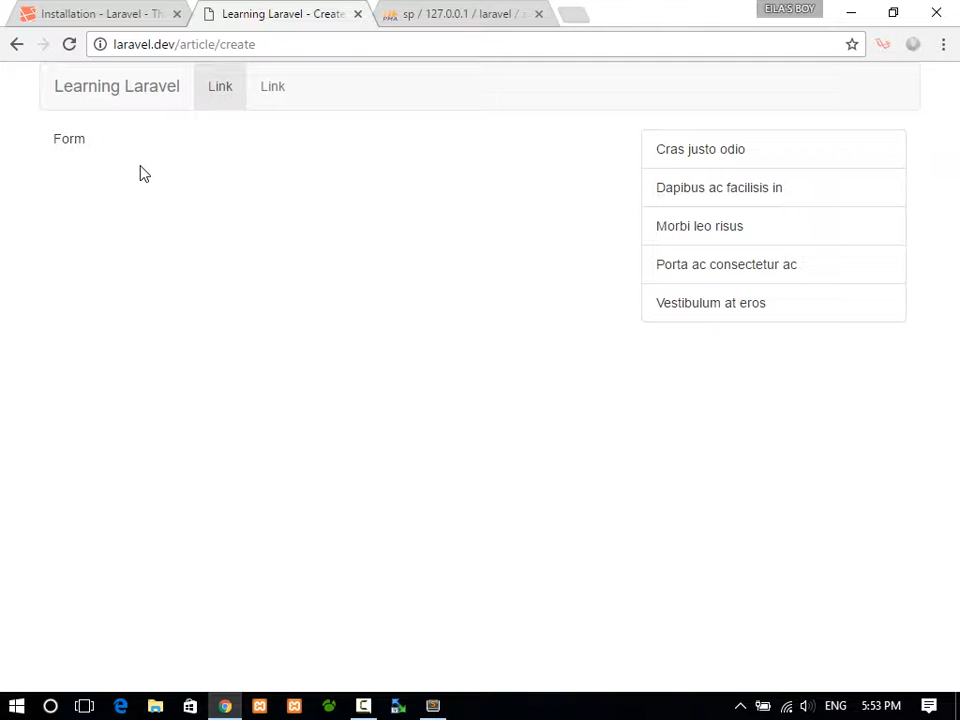 EILA'S BOY
Installation - Laravel - Th
Learning Laravel - Create
sp / 127.0.0.1 / laravel /
laravel.dev/article/create
Learning Laravel
Link
Link
Form
Cras justo odio
Dapibus ac facilisis in
Morbi leo risus
Porta ac consectetur ac
Vestibulum at eros
ENG
5:53 PM